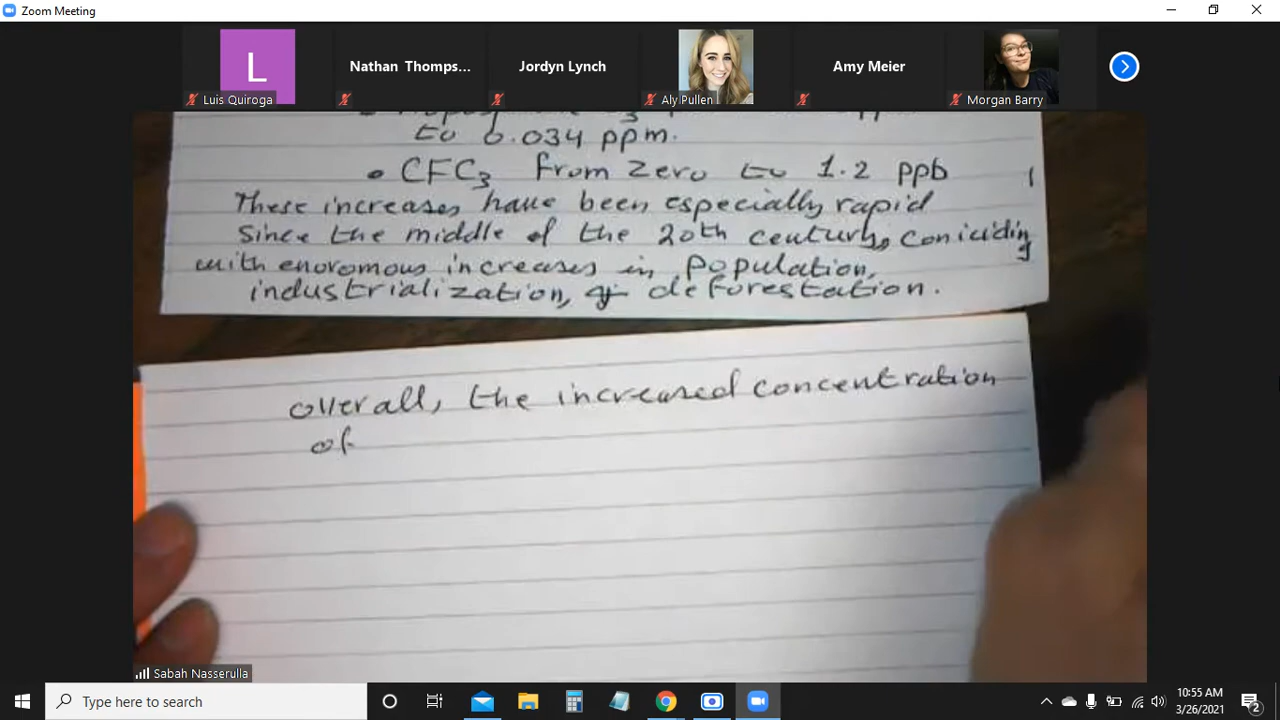 Zoom Meeting
L
Luis Quiroga
Nathan Thomps...
Jordyn Lynch
Aly Pullen
Amy Meier
Morgan Barry
to 0.034 ppm.
• CFC3 from zero to 1.2 ppb
These increases have been especially rapid
Since the middle of the 20th century, coniciding
with enoromous increases in population,
industrialization, & deforestation.
overall, the increased concentration
of
Sabah Nasserulla
Type here to search
10:55 AM
3/26/2021
2